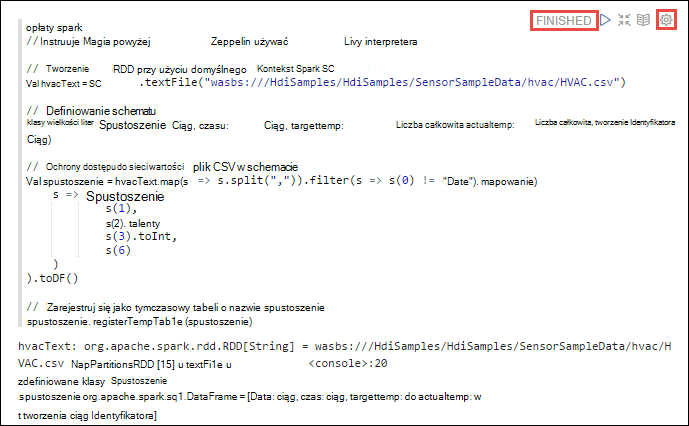 opłaty spark
FINISHED
// Instruuje Magia powyżej Zeppelin używać Livy interpretera
// Tworzenie RDD przy użyciu domyślnego Kontekst Spark SC
Val hvacText = SC .textFile("wasbs:///HdiSamples/HdiSamples/SensorSampleData/hvac/HVAC.csv")
// Definiowanie schematu
klasy wielkości liter Spustoszenie Ciąg, czasu: Ciąg, targettemp: Liczba całkowita actualtemp: Liczba całkowita, tworzenie Identyfikatora
Ciąg)
// Ochrony dostępu do sieci wartości plik CSV w schemacie
Val spustoszenie = hvacText.map(s => s.split(",")).filter(s => s(0) != "Date"). mapowanie)
s => Spustoszenie
s(1),
s(2). talenty
s(3).toInt,
s(6)
)
).toDF()
// Zarejestruj się jako tymczasowy tabeli o nazwie spustoszenie
spustoszenie. registerTempTab1e (spustoszenie)
hvacText: org.apache.spark.rdd.RDD[String] = wasbs:///HdiSamples/HdiSamples/SensorSampleData/hvac/H
VAC.csv NapPartitionsRDD [15] u textFi1e u <console>:20
zdefiniowane klasy Spustoszenie
spustoszenie org.apache.spark.sq1.DataFrame = [Data: ciąg, czas: ciąg, targettemp: do actualtemp: w
t tworzenia ciąg Identyfikatora]